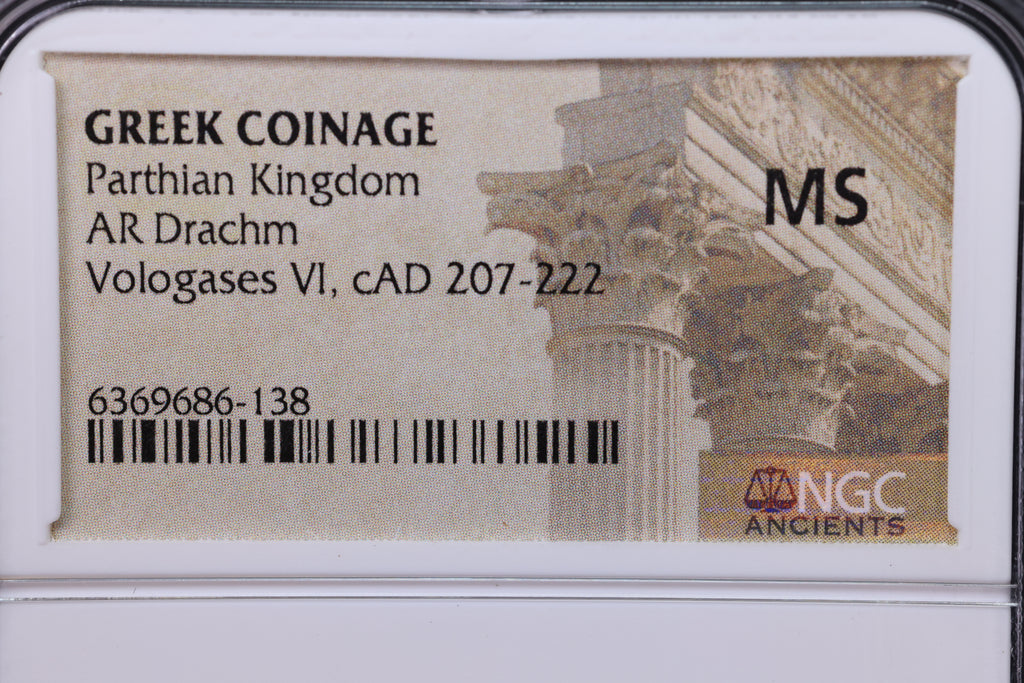 GREEK COINAGE
Parthian Kingdom
AR Drachm
Vologases VI, cAD 207-222
MS
6369686-138
NGC
ANCIENTS